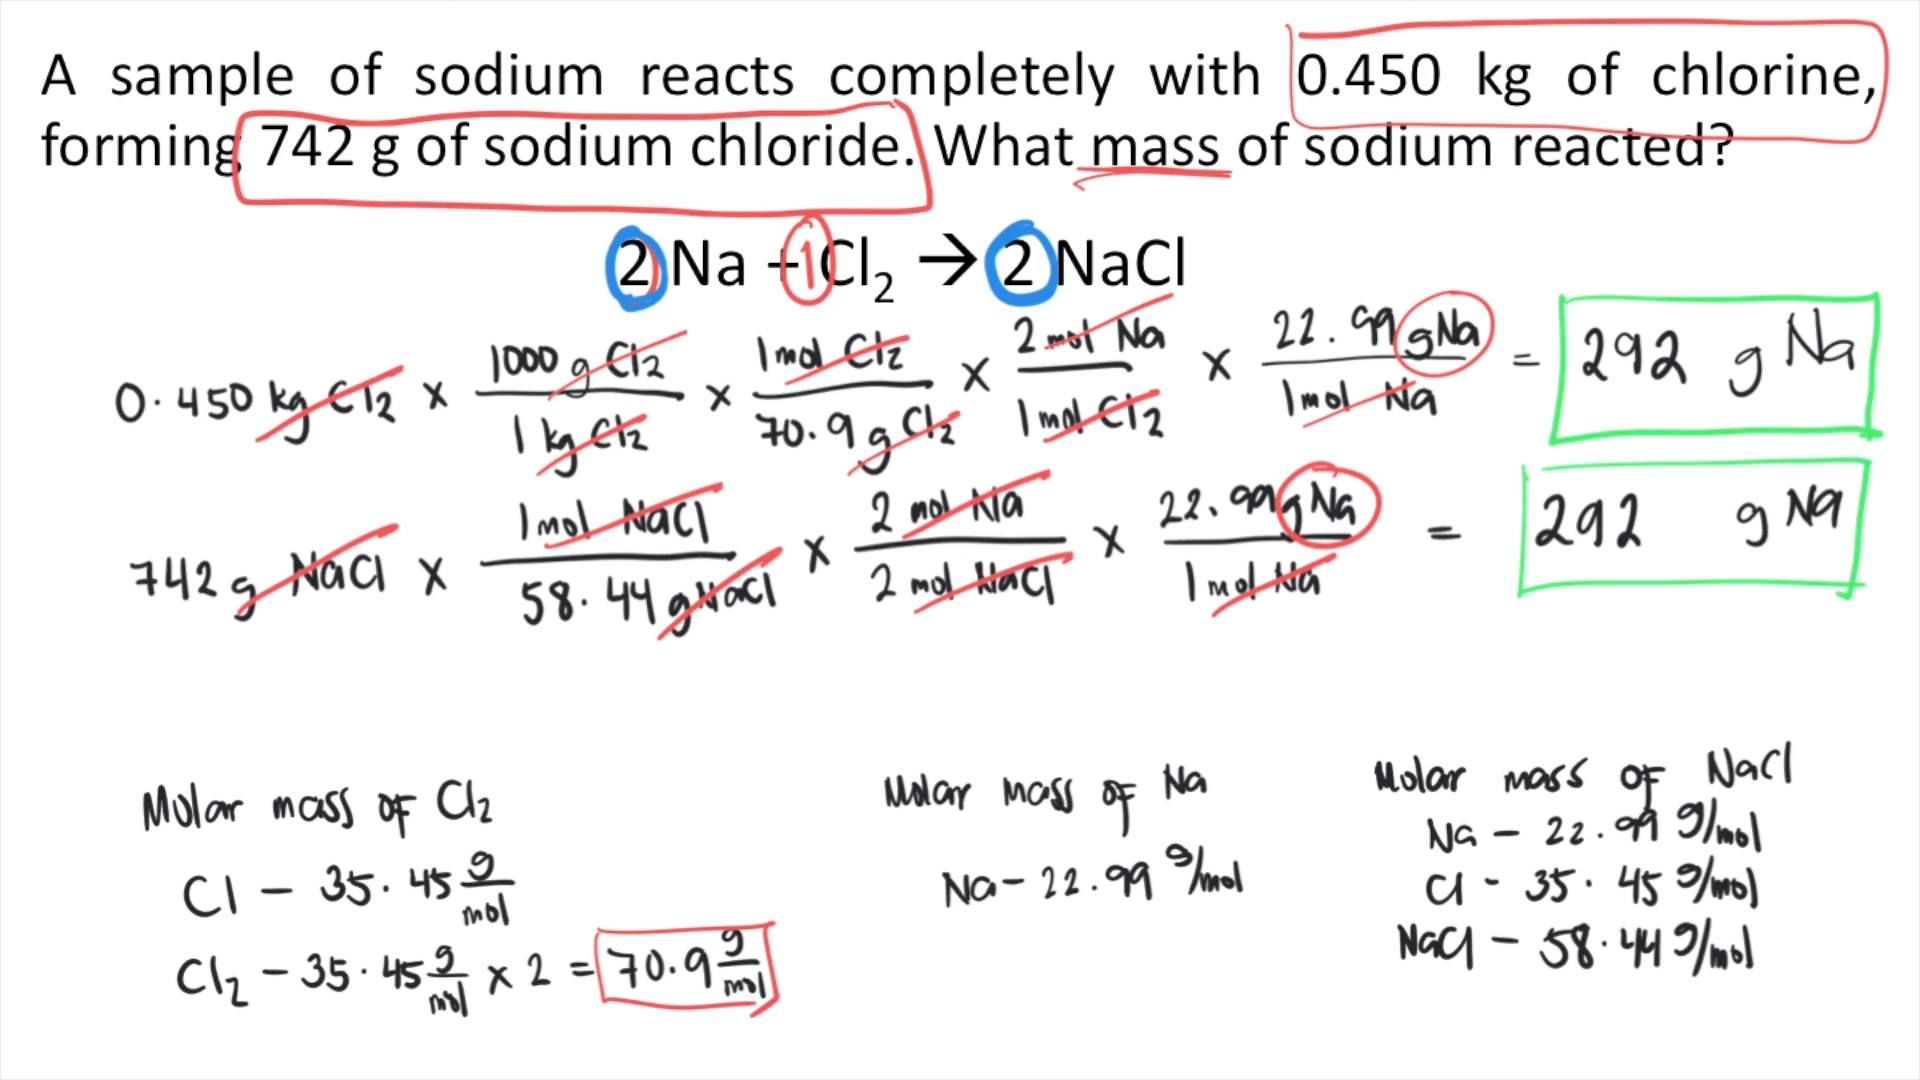 A sample of sodium reacts completely with 0.450 kg of chlorine,
forming 742 g of sodium chloride. What mass of sodium reacted?
2 Na + 1 Cl₂ → 2 NaCl
0.450 kg Cl₂ x 1000 g Cl₂ / 1 kg Cl₂ x 1 mol Cl₂ / 70.9 g Cl₂ x 2 mol Na / 1 mol Cl₂ x 22.99 g Na / 1 mol Na = 292 g Na
742 g NaCl x 1 mol NaCl / 58.44 g NaCl x 2 mol Na / 2 mol NaCl x 22.99 g Na / 1 mol Na = 292 g Na
Molar mass of Cl₂
Cl – 35.45 g/mol
Cl₂ – 35.45 g/mol x 2 = 70.9 g/mol
Molar mass of Na
Na – 22.99 g/mol
Molar mass of NaCl
Na – 22.99 g/mol
Cl - 35.45 g/mol
NaCl – 58.44 g/mol